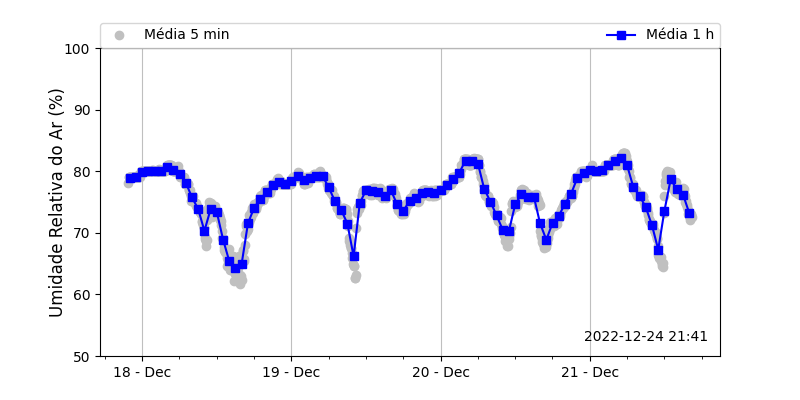 Média 5 min
Média 1 h
Umidade Relativa do Ar (%)
100
90
80
70
60
50
2022-12-24 21:41
18 - Dec
19 - Dec
20 - Dec
21 - Dec